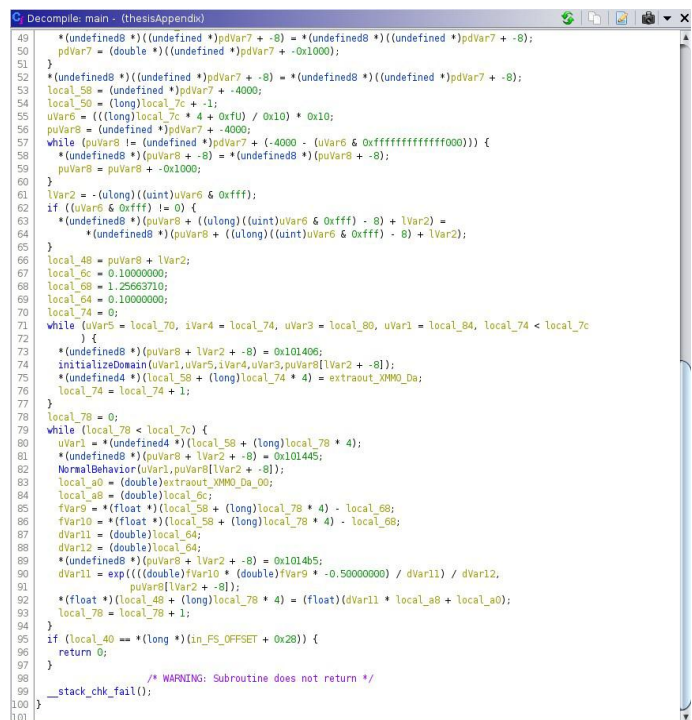 Decompile: main - (thesisAppendix)
49 *(undefined8 *)((undefined *)pdVar7 + -8) = *(undefined8 *)((undefined *)pdVar7 + -8);
50 pdVar7 = (double *)((undefined *)pdVar7 + -0x1000);
51 }
52 *(undefined8 *)((undefined *)pdVar7 + -8) = *(undefined8 *)((undefined *)pdVar7 + -8);
53 local_58 = (undefined *)pdVar7 + -4000;
54 local_50 = (long)local_7c + -1;
55 uVar6 = (((long)local_7c * 4 + 0xfU) / 0x10) * 0x10;
56 puVar8 = (undefined *)pdVar7 + -4000;
57 while (puVar8 != (undefined *)pdVar7 + (-4000 - (uVar6 & 0xfffffffffffff000))) {
58 *(undefined8 *)(puVar8 + -8) = *(undefined8 *)(puVar8 + -8);
59 puVar8 = puVar8 + -0x1000;
60 }
61 lVar2 = -(ulong)((uint)uVar6 & 0xfff);
62 if ((uVar6 & 0xfff) != 0) {
63 *(undefined8 *)(puVar8 + ((ulong)((uint)uVar6 & 0xfff) - 8) + lVar2) =
64 *(undefined8 *)(puVar8 + ((ulong)((uint)uVar6 & 0xfff) - 8) + lVar2);
65 }
66 local_48 = puVar8 + lVar2;
67 local_6c = 0.10000000;
68 local_68 = 1.25663710;
69 local_64 = 0.10000000;
70 local_74 = 0;
71 while (uVar5 = local_70, iVar4 = local_74, uVar3 = local_80, uVar1 = local_84, local_74 < local_7c
72 ) {
73 *(undefined8 *)(puVar8 + lVar2 + -8) = 0x101406;
74 initializeDomain(uVar1,uVar5,iVar4,uVar3,puVar8[lVar2 + -8]);
75 *(undefined4 *)(local_58 + (long)local_74 * 4) = extraout_XMM0_Da;
76 local_74 = local_74 + 1;
77 }
78 local_78 = 0;
79 while (local_78 < local_7c) {
80 uVar1 = *(undefined4 *)(local_58 + (long)local_78 * 4);
81 *(undefined8 *)(puVar8 + lVar2 + -8) = 0x101445;
82 NormalBehavior(uVar1,puVar8[lVar2 + -8]);
83 local_a0 = (double)extraout_XMM0_Da_00;
84 local_a8 = (double)local_6c;
85 fVar9 = *(float *)(local_58 + (long)local_78 * 4) - local_68;
86 fVar10 = *(float *)(local_58 + (long)local_78 * 4) - local_68;
87 dVar11 = (double)local_64;
88 dVar12 = (double)local_64;
89 *(undefined8 *)(puVar8 + lVar2 + -8) = 0x1014b5;
90 dVar11 = exp((((double)fVar10 * (double)fVar9 * -0.50000000) / dVar11) / dVar12,
91 puVar8[lVar2 + -8]);
92 *(float *)(local_48 + (long)local_78 * 4) = (float)(dVar11 * local_a8 + local_a0);
93 local_78 = local_78 + 1;
94 }
95 if (local_40 == *(long *)(in_FS_OFFSET + 0x28)) {
96 return 0;
97 }
98 /* WARNING: Subroutine does not return */
99 __stack_chk_fail();
100 }
101